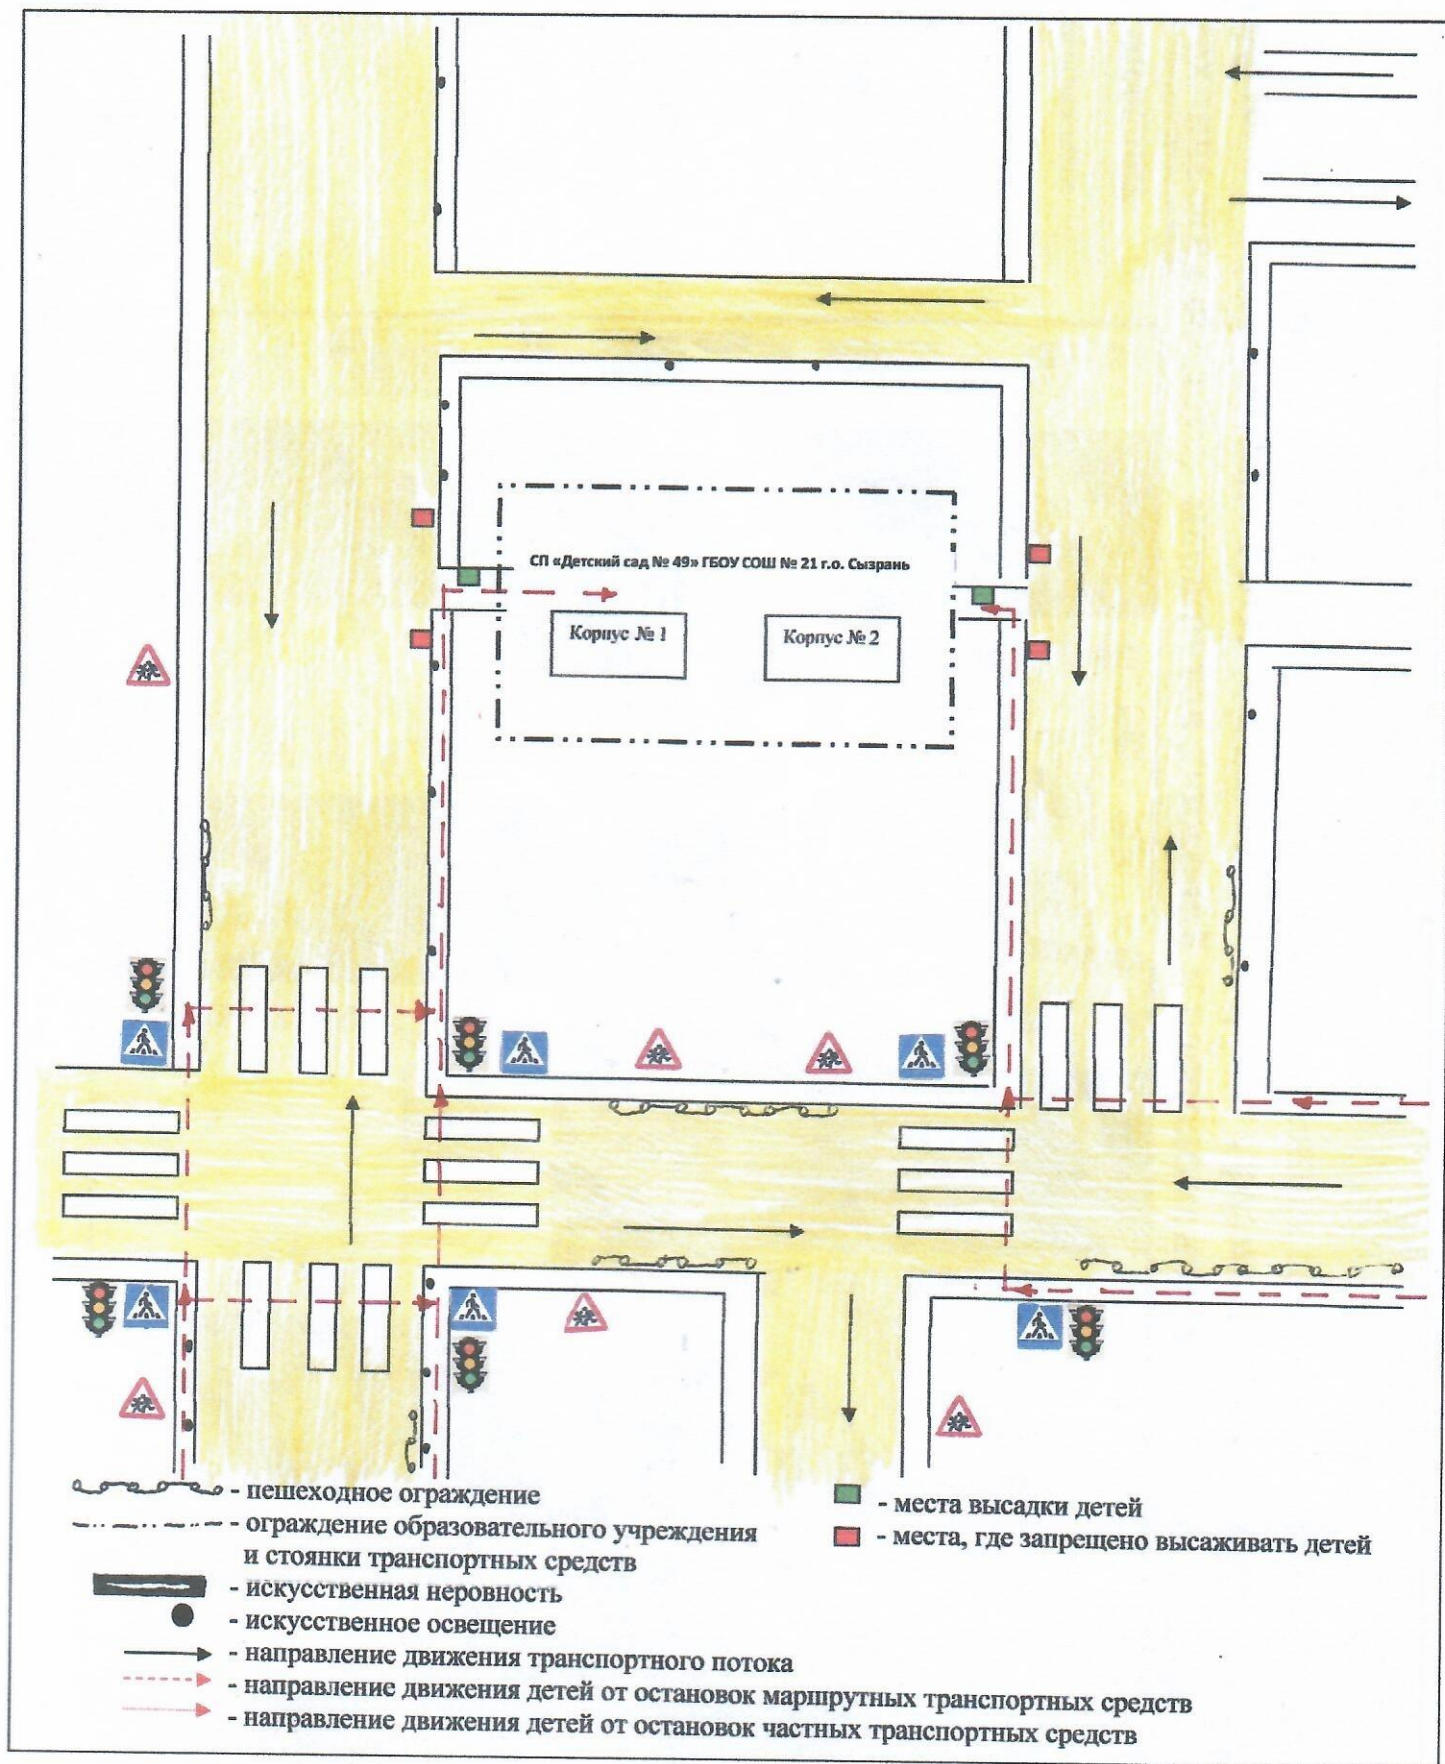 СП «Детский сад № 49» ГБОУ СОШ № 21 г.о. Сызрань
Корпус № 1
Корпус № 2
- пешеходное ограждение
- ограждение образовательного учреждения
и стоянки транспортных средств
- искусственная неровность
- искусственное освещение
- направление движения транспортного потока
- направление движения детей от остановок маршрутных транспортных средств
- направление движения детей от остановок частных транспортных средств
- места высадки детей
- места, где запрещено высаживать детей